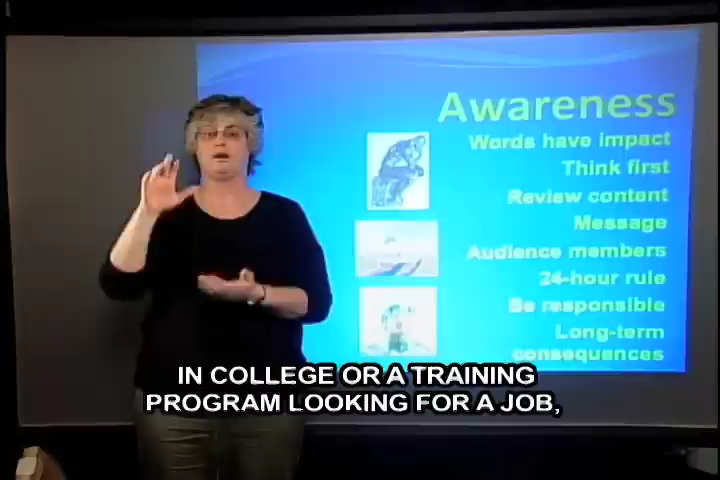 Awareness
Words have impact
Think first
Review content
Message
Audience members
24-hour rule
Be responsible
Long-term
consequences
IN COLLEGE OR A TRAINING
PROGRAM LOOKING FOR A JOB,